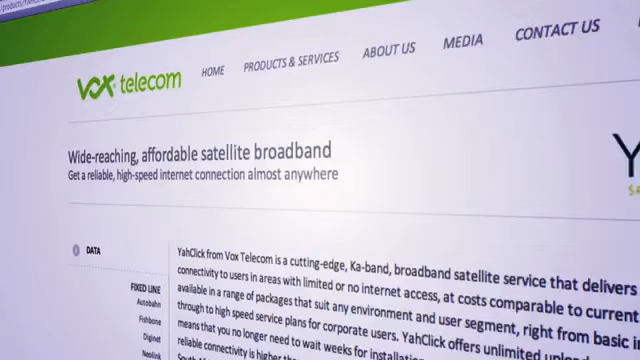 /products/YAHC
VOX telecom
HOME PRODUCTS & SERVICES ABOUT US MEDIA CONTACT US
Wide-reaching, affordable satellite broadband
Get a reliable, high-speed internet connection almost anywhere
DATA
FIXED LINE
Autobahn
Fishbone
Diginet
Neolink
YahClick from Vox Telecom is a cutting-edge, Ka-band, broadband satellite service that delivers
connectivity to users in areas with limited or no internet access, at costs comparable to current
available in a range of packages that suit any environment and user segment, right from basic
through to high speed service plans for corporate users. YahClick offers unlimited
means that you no longer need to wait weeks for
reliable connectivity is